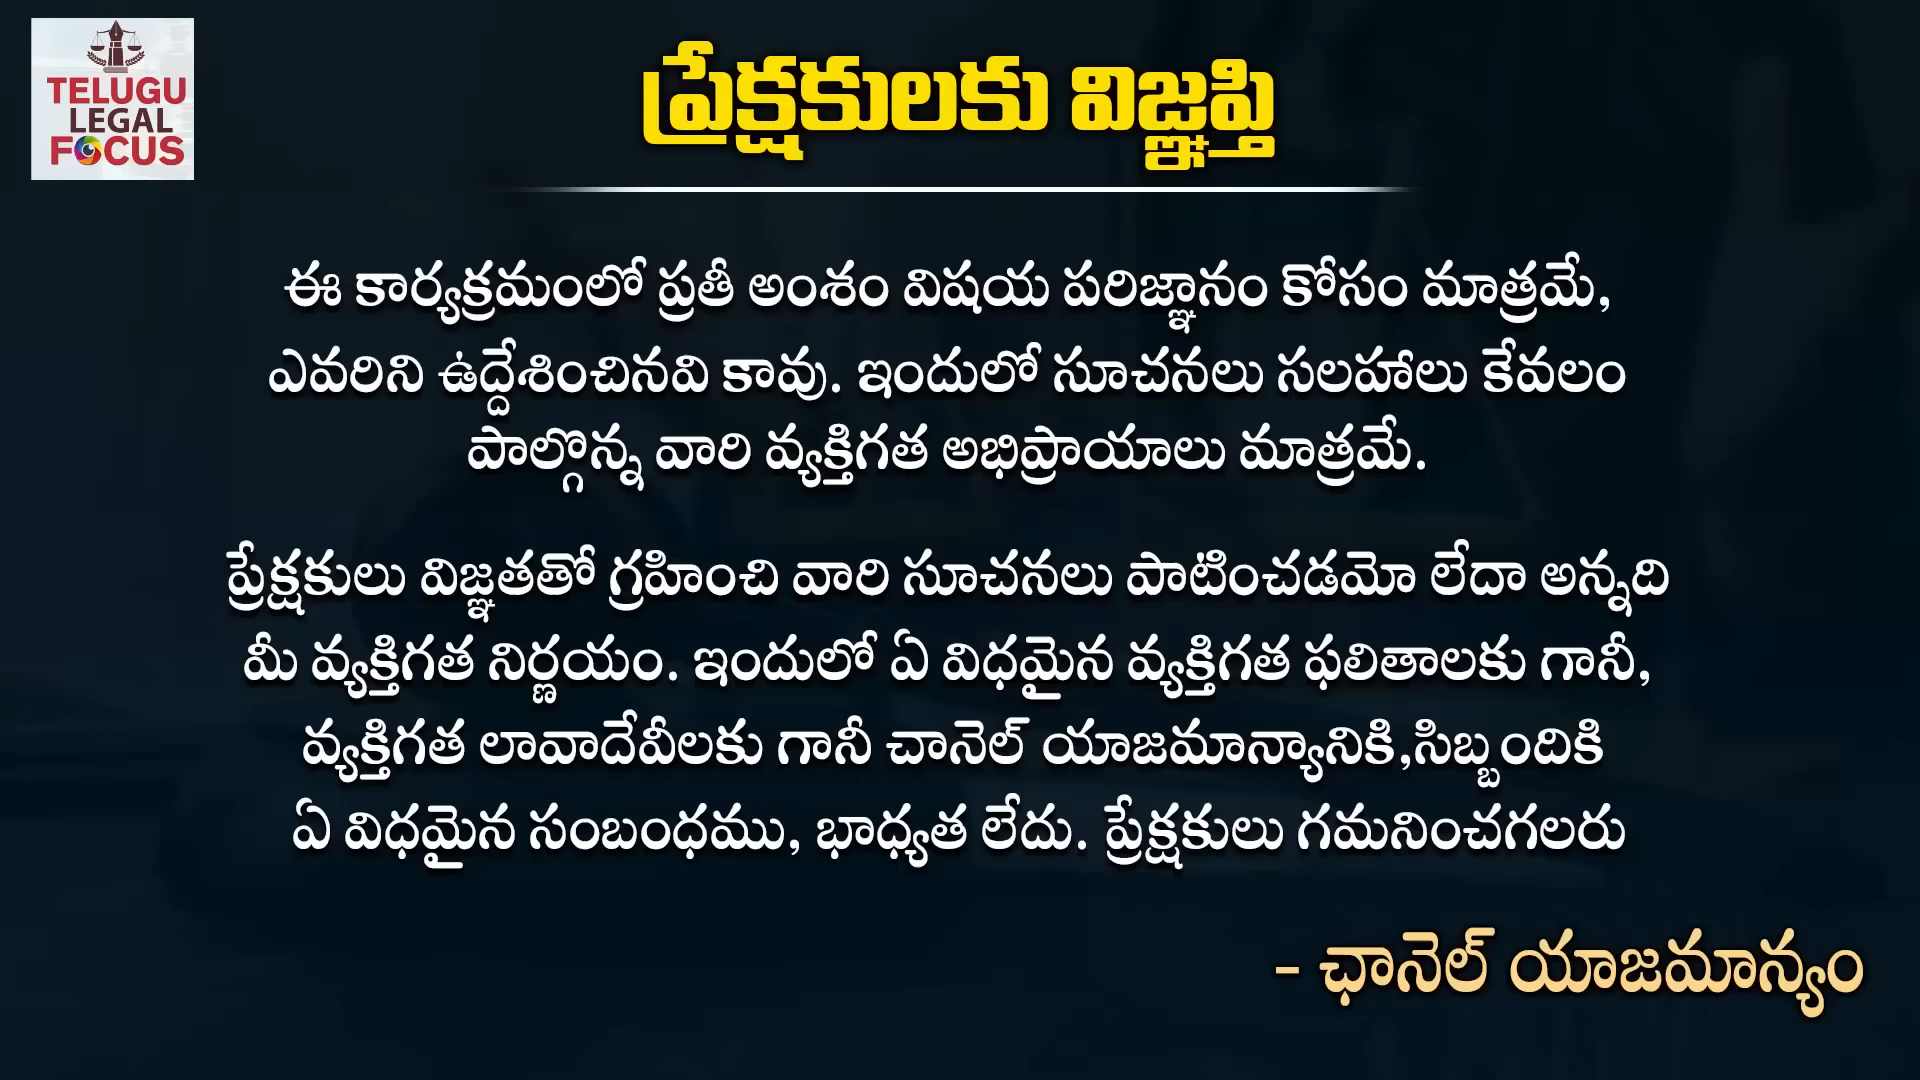 TELUGU
LEGAL
FOCUS
ప్రేక్షకులకు విజ్ఞప్తి
ఈ కార్యక్రమంలో ప్రతీ అంశం విషయ పరిజ్ఞానం కోసం మాత్రమే,
ఎవరిని ఉద్దేశించినవి కావు. ఇందులో సూచనలు సలహాలు కేవలం
పాల్గొన్న వారి వ్యక్తిగత అభిప్రాయాలు మాత్రమే.
ప్రేక్షకులు విజ్ఞతతో గ్రహించి వారి సూచనలు పాటించడమో లేదా అన్నది
మీ వ్యక్తిగత నిర్ణయం. ఇందులో ఏ విధమైన వ్యక్తిగత ఫలితాలకు గానీ,
వ్యక్తిగత లావాదేవీలకు గానీ చానెల్ యాజమాన్యానికి,సిబ్బందికి
ఏ విధమైన సంబంధము, భాధ్యత లేదు. ప్రేక్షకులు గమనించగలరు
- ఛానెల్ యాజమాన్యం